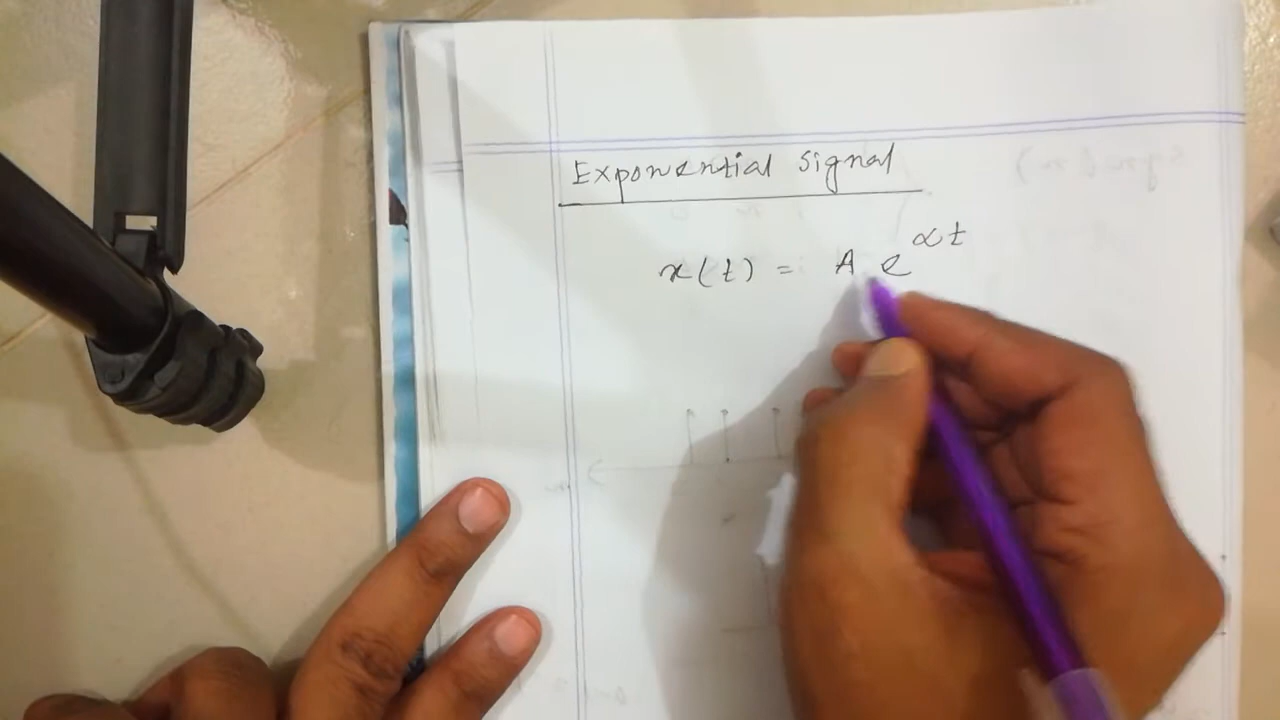 Exponential signal
x(t) = A e^αt